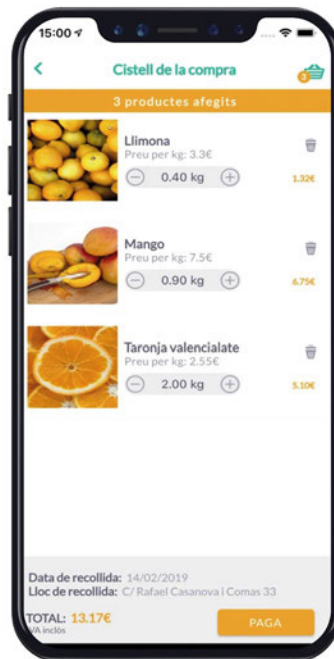 15:00
Cistell de la compra
3
3 productes afegits
Llimona
Preu per kg: 3.3€
0.40 kg
1.32€
Mango
Preu per kg: 7.5€
0.90 kg
6.75€
Taronja valencialate
Preu per kg: 2.55€
2.00 kg
5.10€
Data de recollida: 14/02/2019
Lloc de recollida: C/ Rafael Casanova i Comas 33
TOTAL: 13.17€
IVA inclòs
PAGA